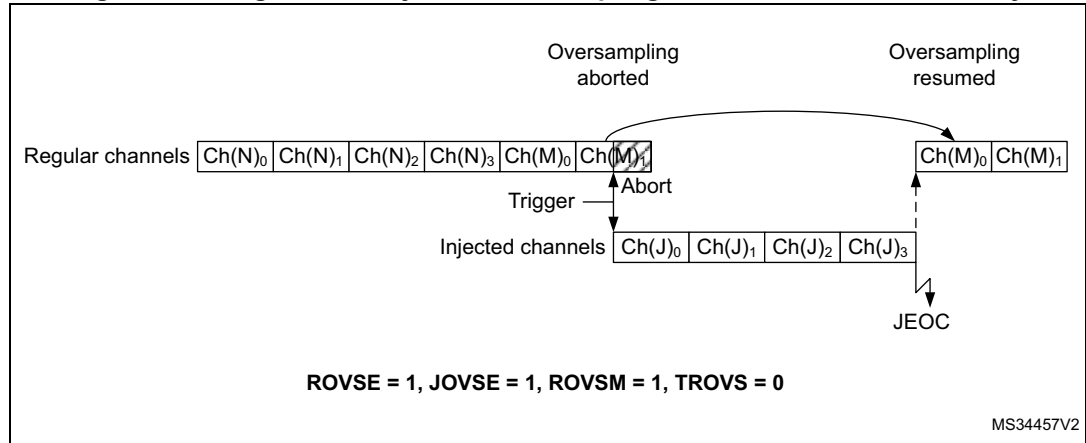 Oversampling aborted
Oversampling resumed
Regular channels Ch(N)₀ Ch(N)₁ Ch(N)₂ Ch(N)₃ Ch(M)₀ Ch(M)₁ Ch(M)₀ Ch(M)₁
Abort
Trigger
Injected channels Ch(J)₀ Ch(J)₁ Ch(J)₂ Ch(J)₃
JEOC
ROVSE = 1, JOVSE = 1, ROVSM = 1, TROVS = 0
MS34457V2